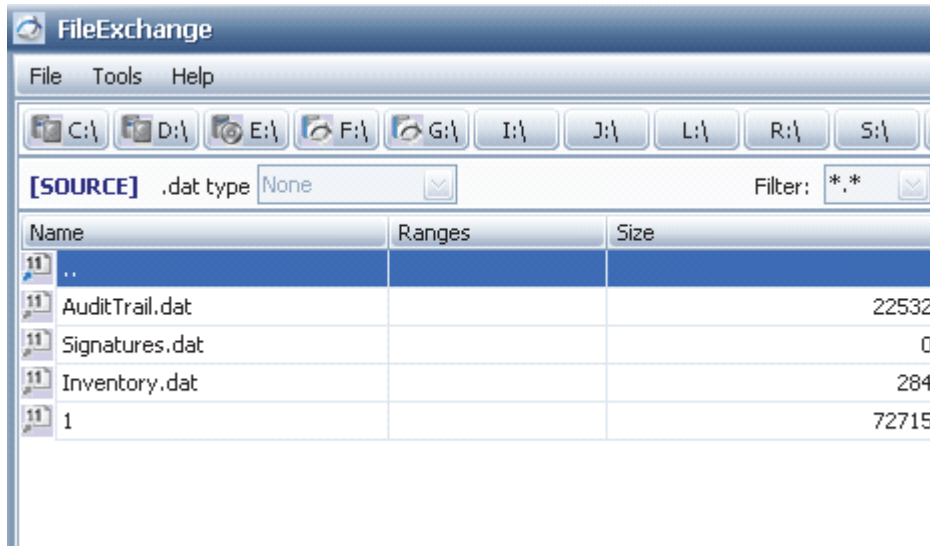 FileExchange
File Tools Help
C:\ D:\ E:\ F:\ G:\ I:\ J:\ L:\ R:\ S:\
[SOURCE] .dat type None Filter: *.*
Name Ranges Size
..
AuditTrail.dat 22532
Signatures.dat 0
Inventory.dat 284
1 72715